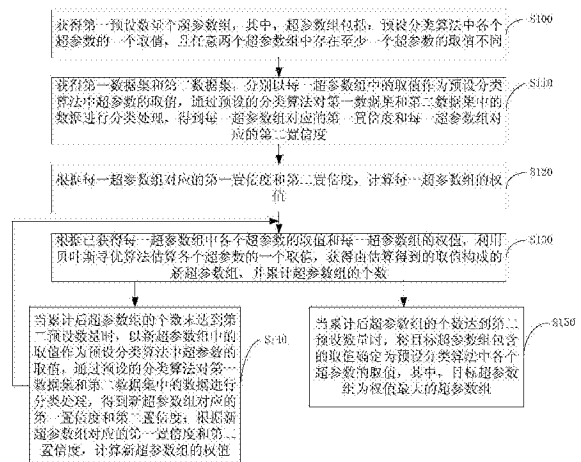 获得第一预设数量个超参数组，其中，超参数组包括：预设分类算法中各个
超参数的一个取值，且任意两个超参数组中存在至少一个超参数的取值不同
S100
获得第一数据集和第二数据集，分别以每一超参数组中的取值作为预设分类
算法中超参数的取值，通过预设的分类算法对第一数据集和第二数据集中的
数据进行分类处理，得到每一超参数组对应的第一置信度和每一超参数组对
应的第二置信度
S110
根据每一超参数组对应的第一置信度和第二置信度，计算每一超参数组的权
值
S120
根据已获得每一超参数组中各个超参数的取值和每一超参数组的权值，利用
贝叶斯寻优算法估算各个超参数的一个取值，获得由估算得到的取值构成的
新超参数组，并累计超参数组的个数
S130
当累计后超参数组的个数未达到第
二预设数量时，以新超参数组中的
取值作为预设分类算法中超参数的
取值，通过预设的分类算法对第一
数据集和第二数据集中的数据进行
分类处理，得到新超参数组对应的
第一置信度和第二置信度；根据新
超参数组对应的第一置信度和第二
置信度，计算新超参数组的权值
S140
当累计后超参数组的个数达到第二
预设数量时，将目标超参数组包含
的取值确定为预设分类算法中各个
超参数的取值，其中，目标超参数
组为权值最大的超参数组
S150